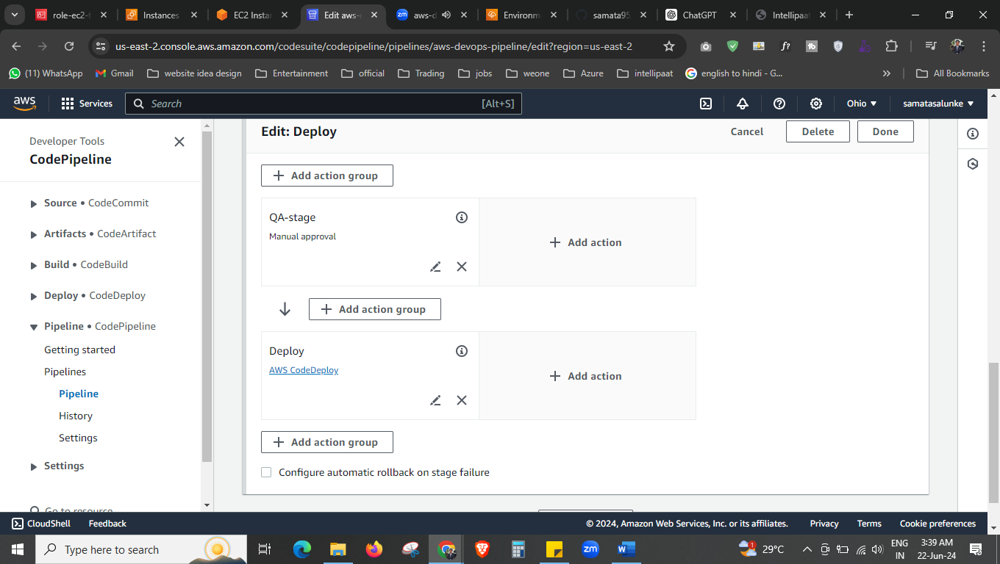 role-ec2-t
Instances
EC2 Instan
Edit aws-c
zm aws-d
Environm
samata95
ChatGPT
Intellipaat
us-east-2.console.aws.amazon.com/codesuite/codepipeline/pipelines/aws-devops-pipeline/edit?region=us-east-2
(11) WhatsApp
Gmail
website idea design
Entertainment
official
Trading
jobs
weone
Azure
intellipaat
english to hindi - G...
All Bookmarks
aws
Services
Search
[Alt+S]
Ohio
samatasalunke
Developer Tools
CodePipeline
Source • CodeCommit
Artifacts • CodeArtifact
Build • CodeBuild
Deploy • CodeDeploy
Pipeline • CodePipeline
Getting started
Pipelines
Pipeline
History
Settings
Settings
Go to resource
Edit: Deploy
Cancel
Delete
Done
Add action group
QA-stage
Manual approval
Add action
Add action group
Deploy
AWS CodeDeploy
Add action
Add action group
Configure automatic rollback on stage failure
CloudShell
Feedback
© 2024, Amazon Web Services, Inc. or its affiliates.
Privacy
Terms
Cookie preferences
Type here to search
zm
29°C
ENG
IN
3:39 AM
22-Jun-24